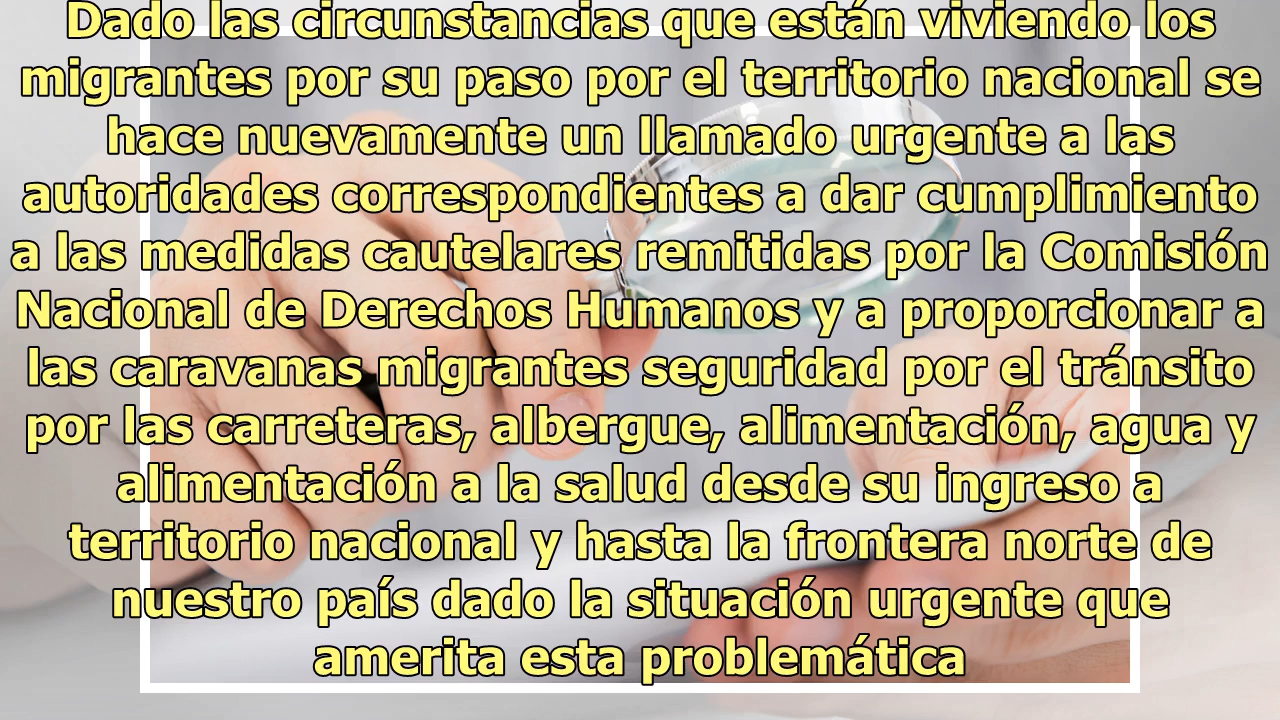 Dado las circunstancias que están viviendo los
migrantes por su paso por el territorio nacional se
hace nuevamente un llamado urgente a las
autoridades correspondientes a dar cumplimiento
a las medidas cautelares remitidas por la Comisión
Nacional de Derechos Humanos y a proporcionar a
las caravanas migrantes seguridad por el tránsito
por las carreteras, albergue, alimentación, agua y
alimentación a la salud desde su ingreso a
territorio nacional y hasta la frontera norte de
nuestro país dado la situación urgente que
amerita esta problemática